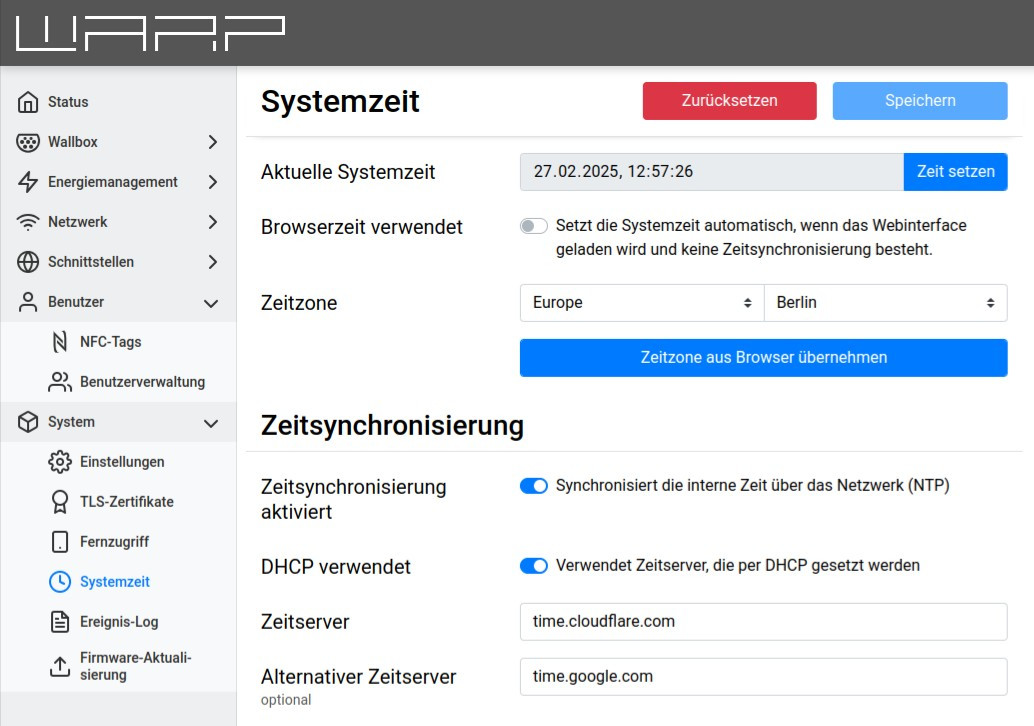 WARP
Status
Wallbox
Energiemanagement
Netzwerk
Schnittstellen
Benutzer
NFC-Tags
Benutzerverwaltung
System
Einstellungen
TLS-Zertifikate
Fernzugriff
Systemzeit
Ereignis-Log
Firmware-Aktuali-
sierung
Systemzeit
Zurücksetzen
Speichern
Aktuelle Systemzeit
27.02.2025, 12:57:26
Zeit setzen
Browserzeit verwendet
Setzt die Systemzeit automatisch, wenn das Webinterface
geladen wird und keine Zeitsynchronisierung besteht.
Zeitzone
Europe
Berlin
Zeitzone aus Browser übernehmen
Zeitsynchronisierung
Zeitsynchronisierung
aktiviert
Synchronisiert die interne Zeit über das Netzwerk (NTP)
DHCP verwendet
Verwendet Zeitserver, die per DHCP gesetzt werden
Zeitserver
time.cloudflare.com
Alternativer Zeitserver
optional
time.google.com